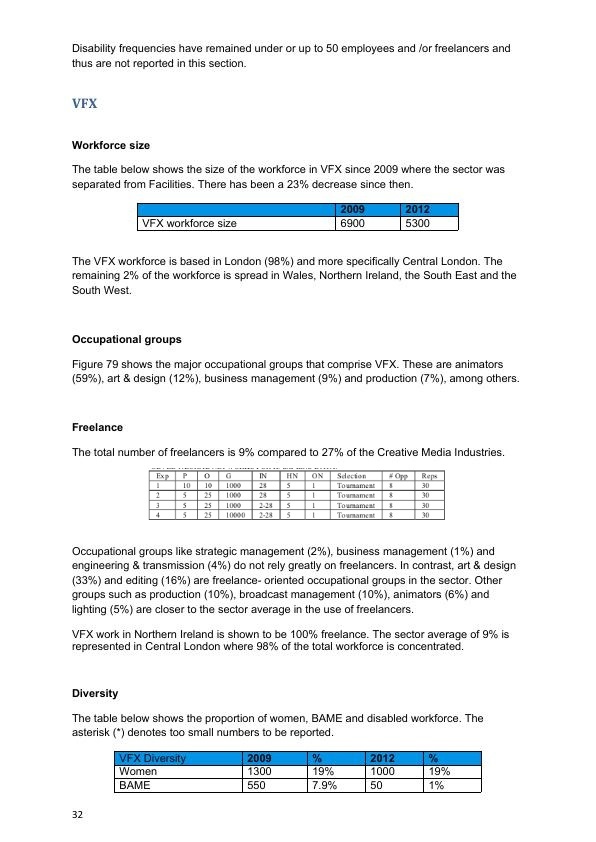 Disability frequencies have remained under or up to 50 employees and /or freelancers and
thus are not reported in this section.
VFX
Workforce size
The table below shows the size of the workforce in VFX since 2009 where the sector was
separated from Facilities. There has been a 23% decrease since then.
2009 2012
VFX workforce size 6900 5300
The VFX workforce is based in London (98%) and more specifically Central London. The
remaining 2% of the workforce is spread in Wales, Northern Ireland, the South East and the
South West.
Occupational groups
Figure 79 shows the major occupational groups that comprise VFX. These are animators
(59%), art & design (12%), business management (9%) and production (7%), among others.
Freelance
The total number of freelancers is 9% compared to 27% of the Creative Media Industries.
Exp P O G IN HN ON Selection # Opp Reps
1 10 10 1000 28 5 1 Tournament 8 30
2 5 25 1000 28 5 1 Tournament 8 30
3 5 25 1000 2-28 5 1 Tournament 8 30
4 5 25 10000 2-28 5 1 Tournament 8 30
Occupational groups like strategic management (2%), business management (1%) and
engineering & transmission (4%) do not rely greatly on freelancers. In contrast, art & design
(33%) and editing (16%) are freelance- oriented occupational groups in the sector. Other
groups such as production (10%), broadcast management (10%), animators (6%) and
lighting (5%) are closer to the sector average in the use of freelancers.
VFX work in Northern Ireland is shown to be 100% freelance. The sector average of 9% is
represented in Central London where 98% of the total workforce is concentrated.
Diversity
The table below shows the proportion of women, BAME and disabled workforce. The
asterisk (*) denotes too small numbers to be reported.
VFX Diversity 2009 % 2012 %
Women 1300 19% 1000 19%
BAME 550 7.9% 50 1%
32